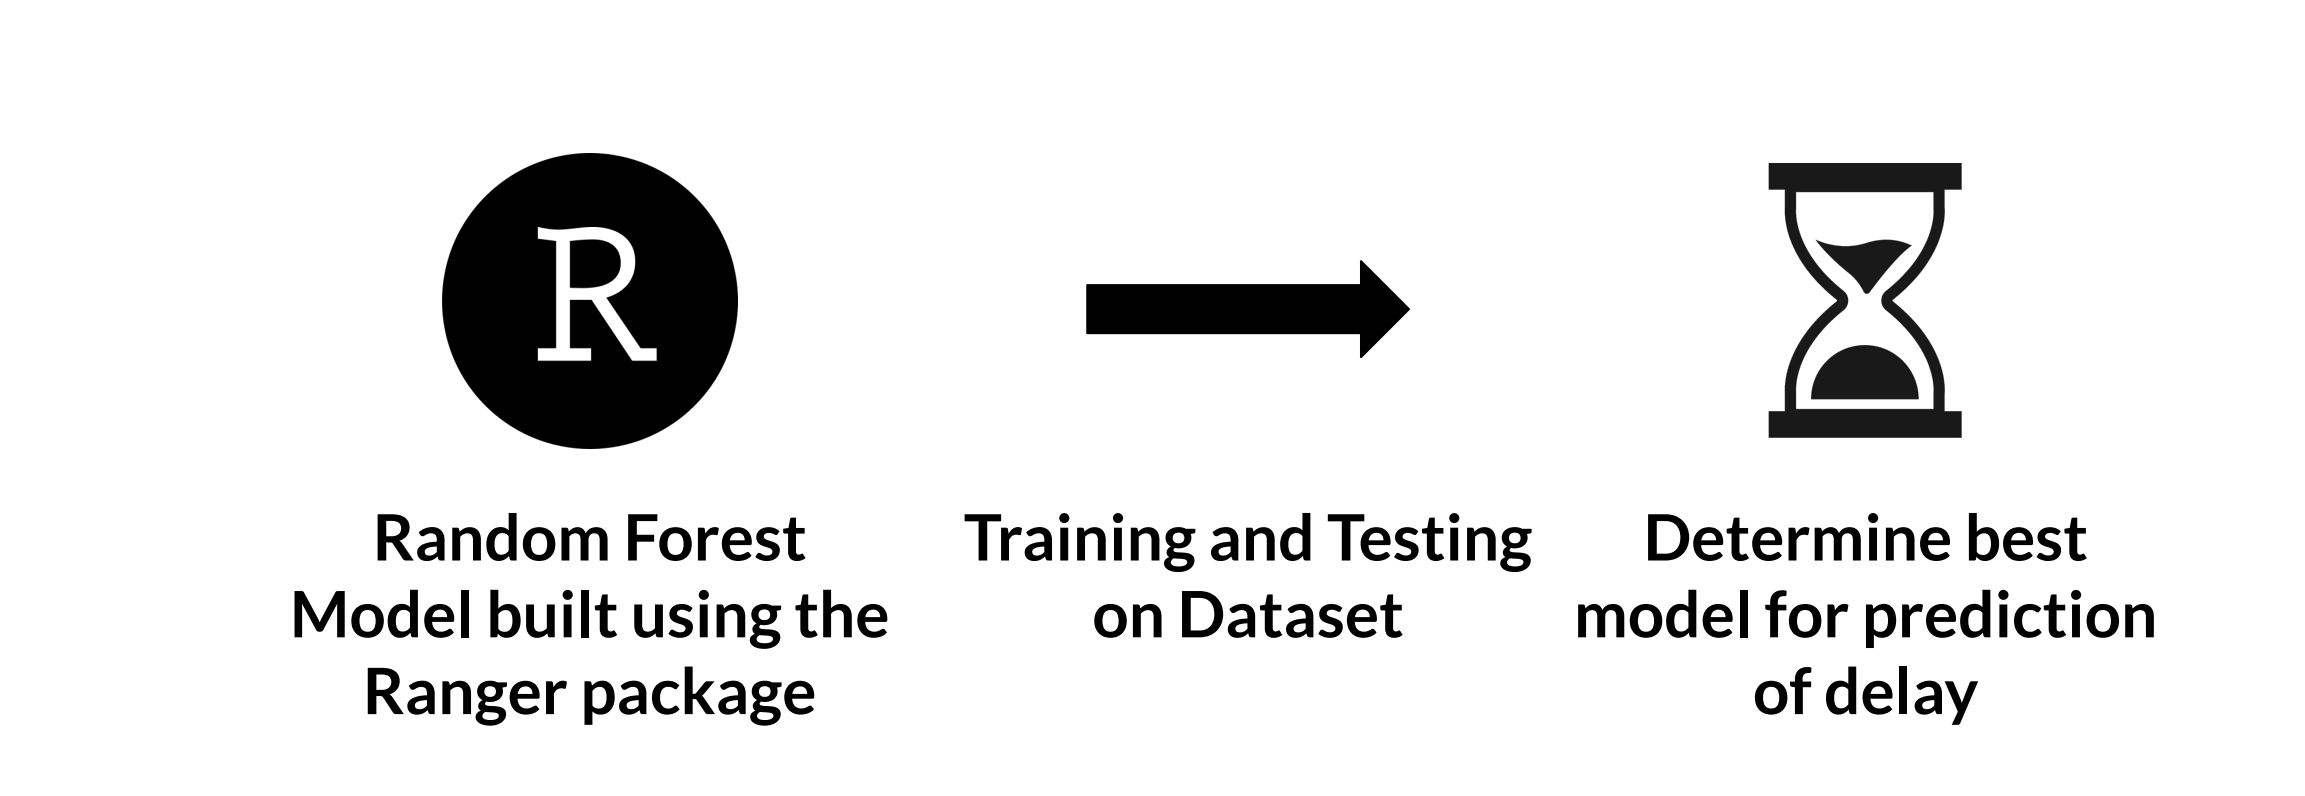 R
Random Forest
Model built using the
Ranger package
Training and Testing
on Dataset
Determine best
model for prediction
of delay